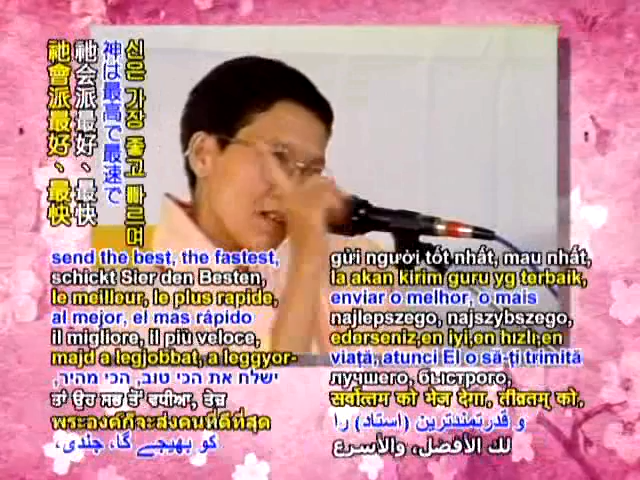 祂會派最好、最快
祂会派最好、最快
神は最高で最速で
신은 가장 좋고 빠르며
send the best, the fastest,
schickt Sier den Besten,
le meilleur, le plus rapide,
al mejor, el mas rápido
il migliore, il più veloce,
majd a legjobbat, a leggyor-
ישלח את הכי טוב, הכי מהיר,
ਤਾਂ ਉਹ ਸਭ ਤੋਂ ਵਧੀਆ, ਤੇਜ਼
พระองค์ก็จะส่งคนที่ดีที่สุด
کو بھیجے گا، جلدی،
gửi người tốt nhất, mau nhất,
Ia akan kirim guru yg terbaik,
enviar o melhor, o mais
najlepszego, najszybszego,
ederseniz,en iyi,en hızlı,en
viaţă, atunci El o să-ţi trimită
лучшего, быстрого,
सर्वोत्तम को भेज देगा, तीव्रतम् को,
و قدرتمندترین (استاد) را
لك الأفضل، والأسرع